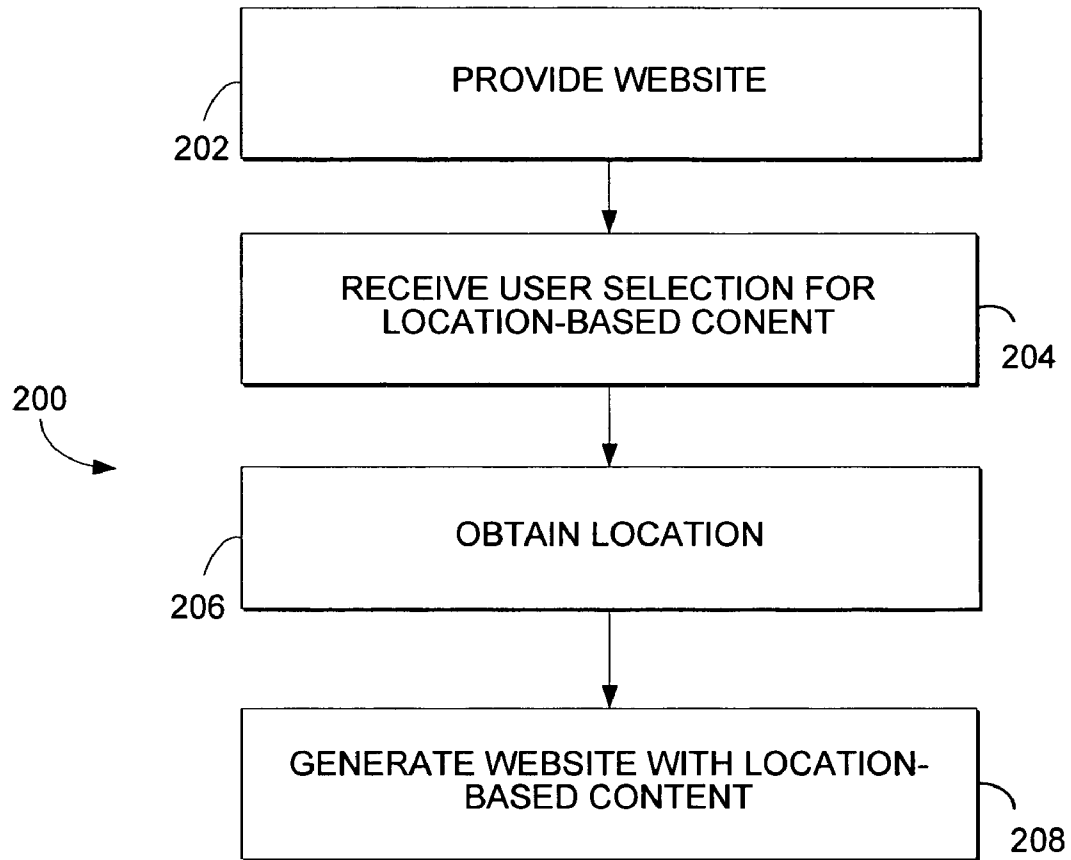 PROVIDE WEBSITE
202
RECEIVE USER SELECTION FOR
LOCATION-BASED CONENT
204
200
OBTAIN LOCATION
206
GENERATE WEBSITE WITH LOCATION-
BASED CONTENT
208